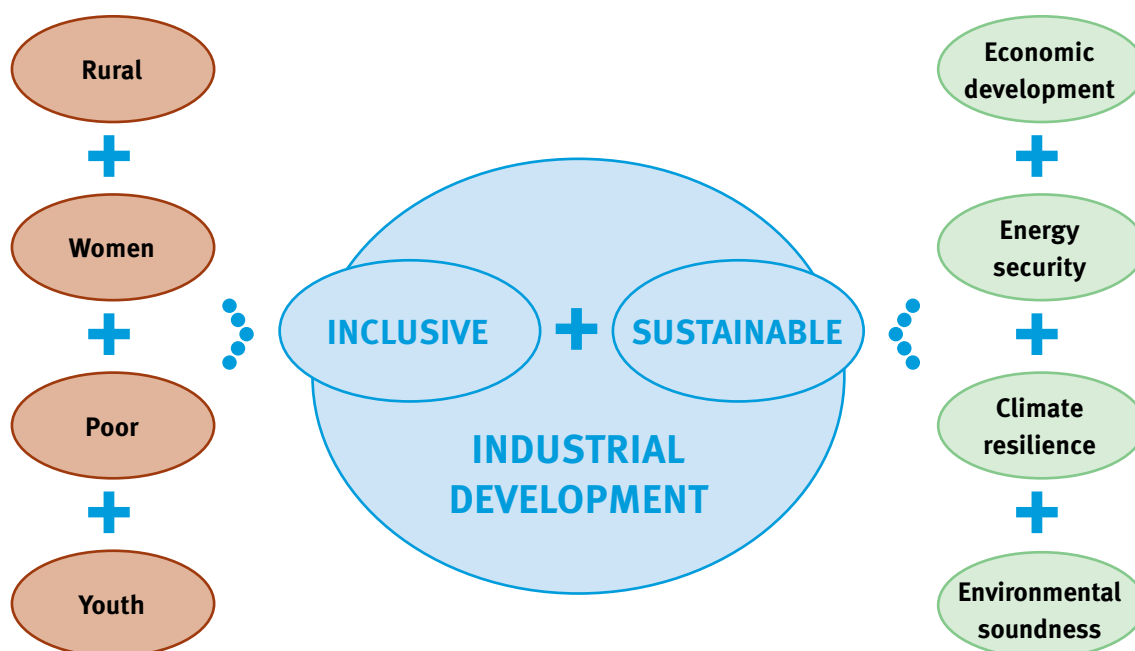 Rural
+
Women
+
Poor
+
Youth
INCLUSIVE + SUSTAINABLE
INDUSTRIAL
DEVELOPMENT
Economic
development
+
Energy
security
+
Climate
resilience
+
Environmental
soundness